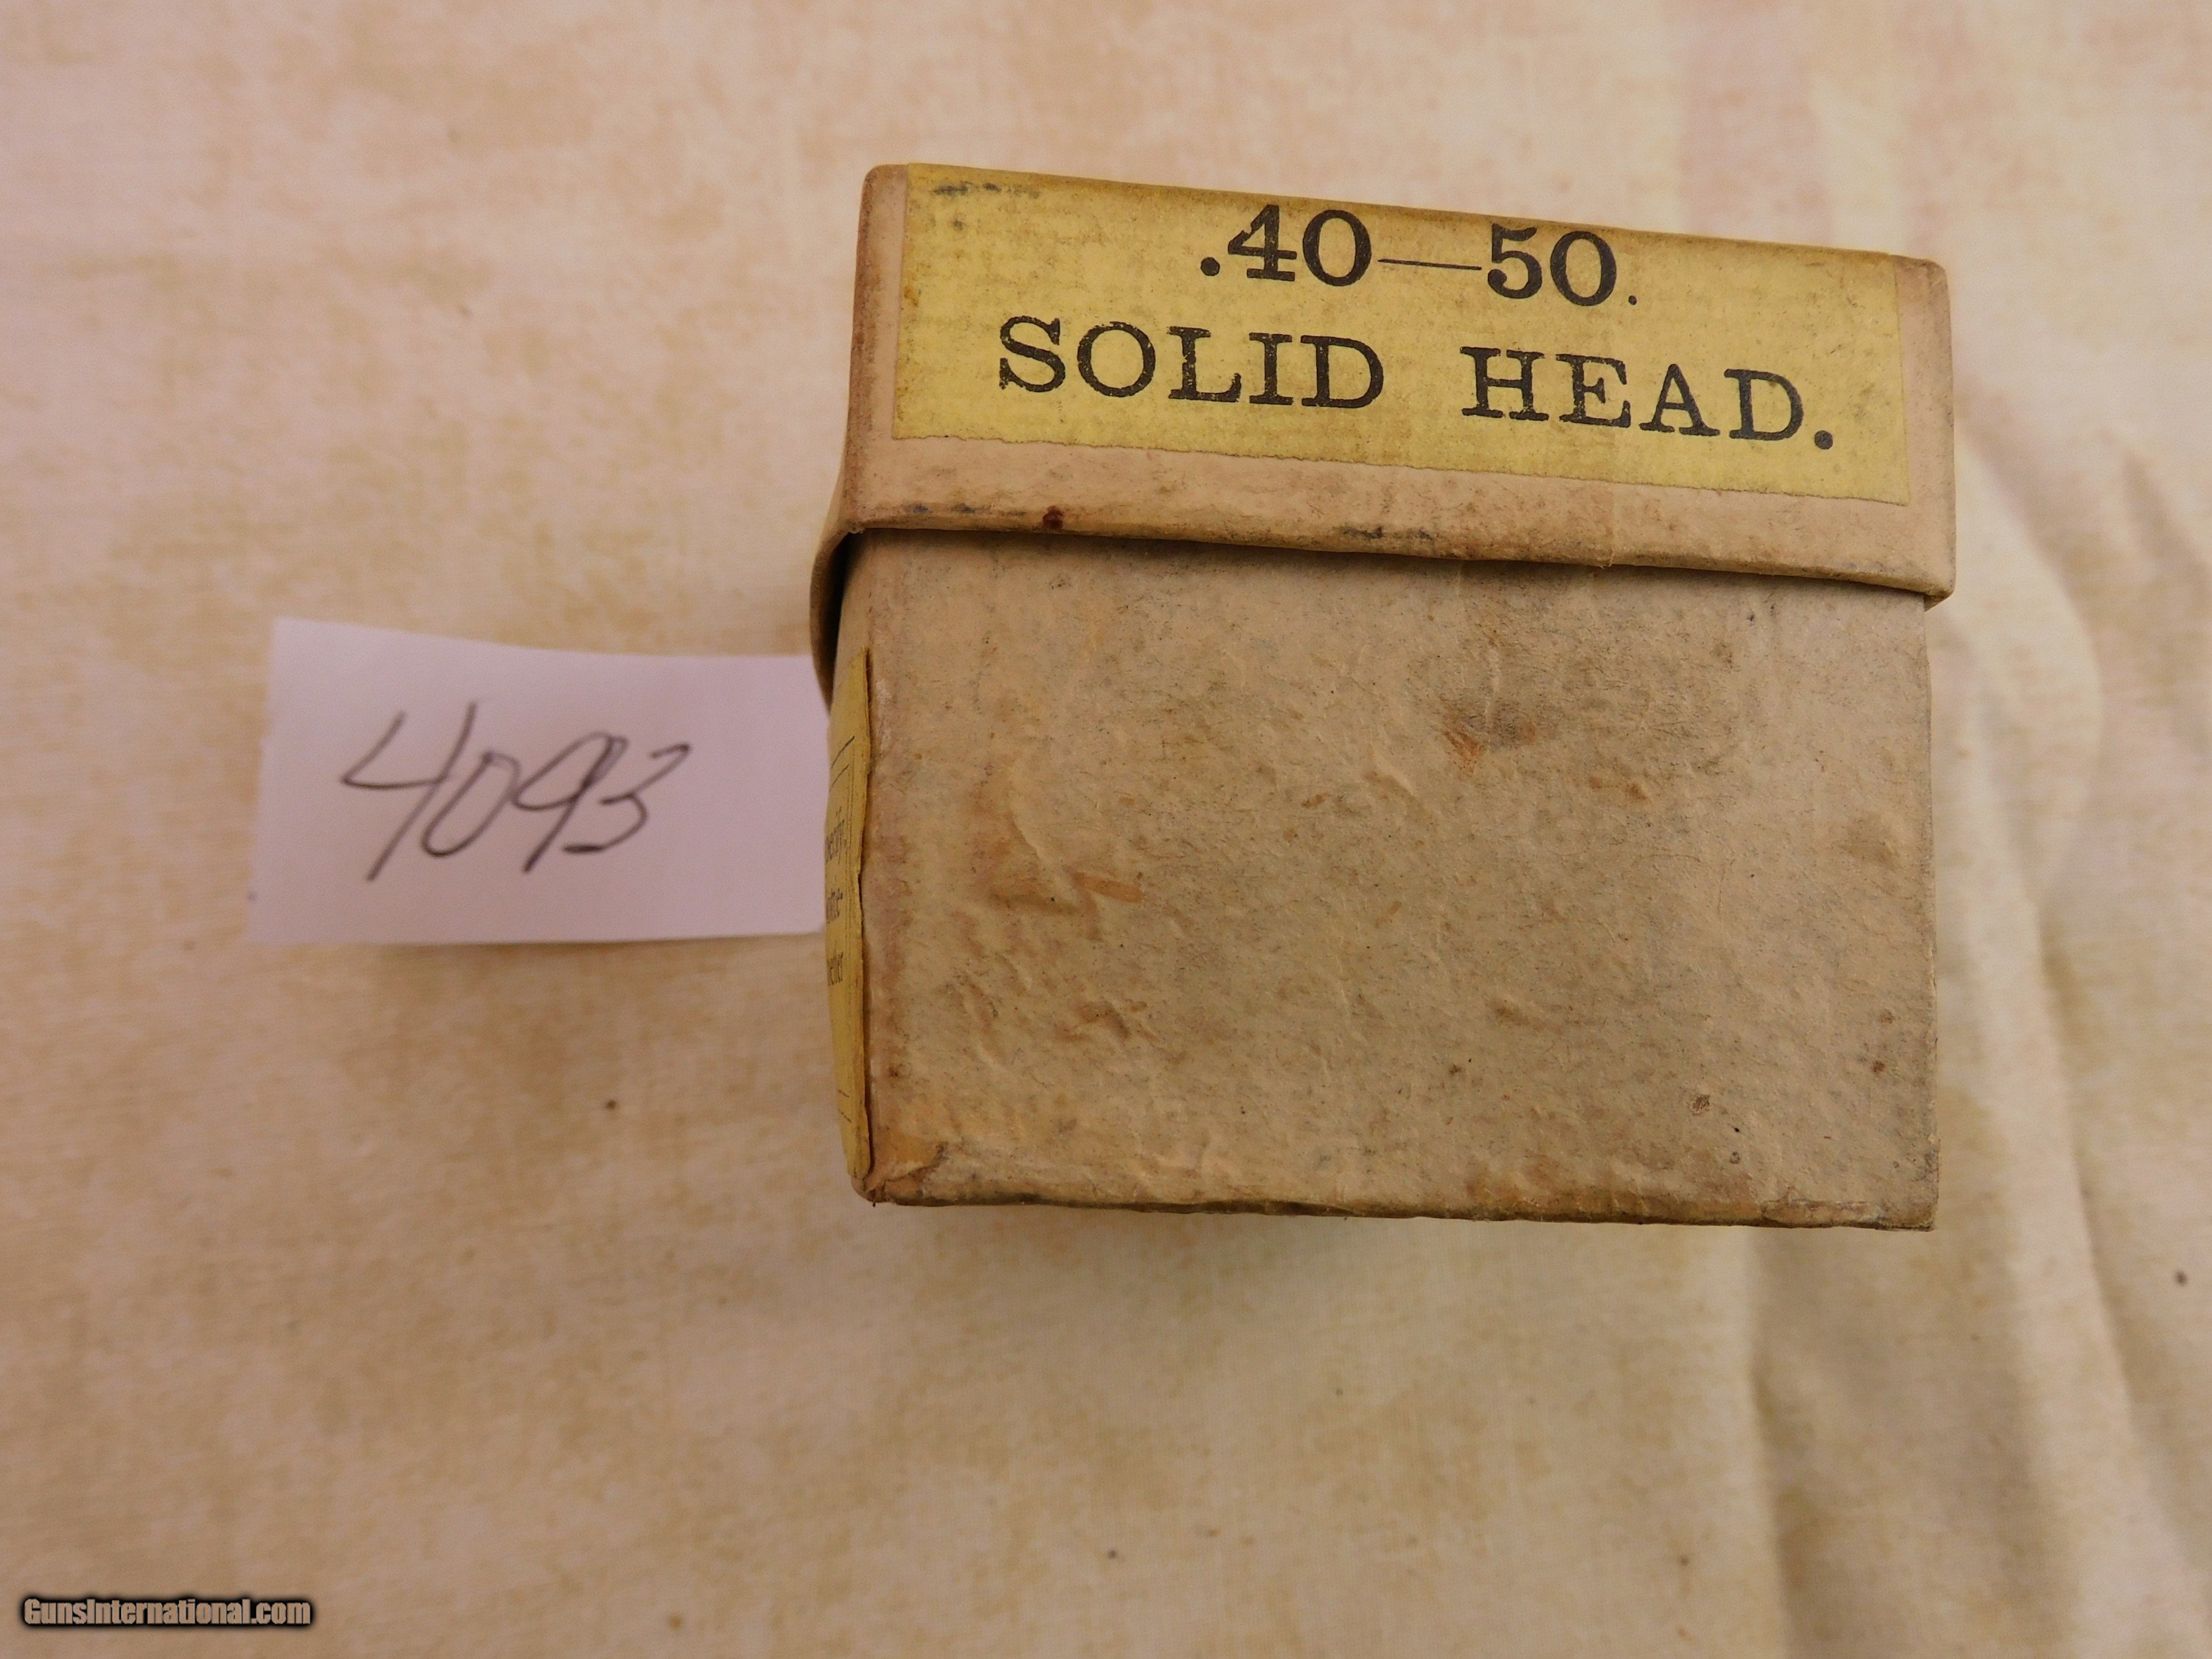 .40—50.
SOLID HEAD.
4093
GunsInternational.com